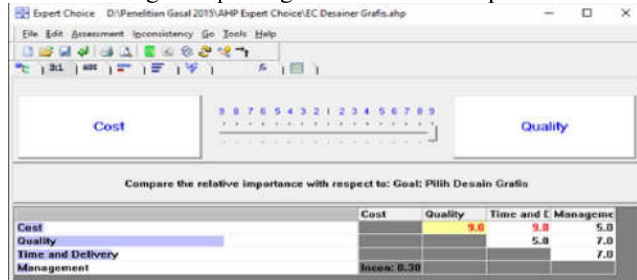 Expert Choice D:\Penelitian Gasal 2015\AHP Expert Choice\EC Desainer Grafis.ahp
File Edit Assessment Inconsistency Go Tools Help
3:1 ABC
Cost 9 8 7 6 5 4 3 2 1 2 3 4 5 6 7 8 9 Quality
Compare the relative importance with respect to: Goal: Pilih Desain Grafis
Cost Quality Time and D Manageme
Cost 9.0 9.0 5.0
Quality 5.0 7.0
Time and Delivery 7.0
Management Incon: 0.30